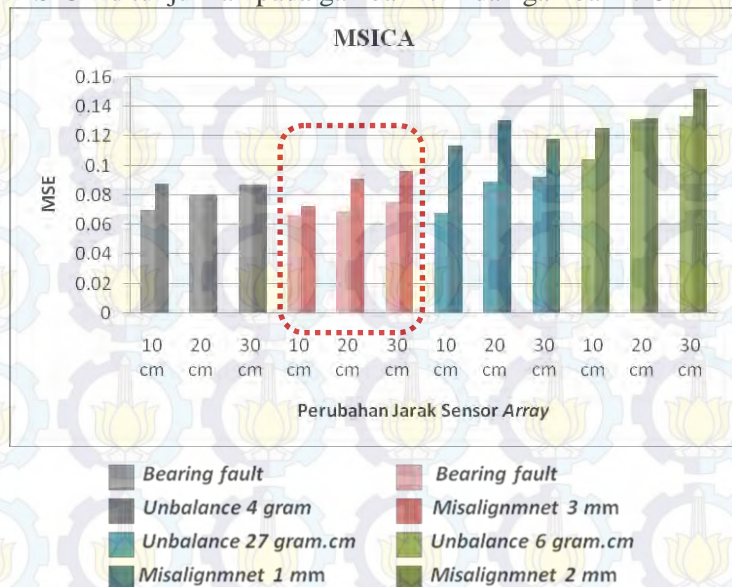 MSICA
0.16
0.14
0.12
0.1
0.08
0.06
0.04
0.02
0
MSE
10 20 30 10 20 30 10 20 30 10 20 30
cm cm cm cm cm cm cm cm cm cm cm cm
Perubahan Jarak Sensor Array
Bearing fault Bearing fault
Unbalance 4 gram Misalignmnet 3 mm
Unbalance 27 gram.cm Unbalance 6 gram.cm
Misalignmnet 1 mm Misalignmnet 2 mm